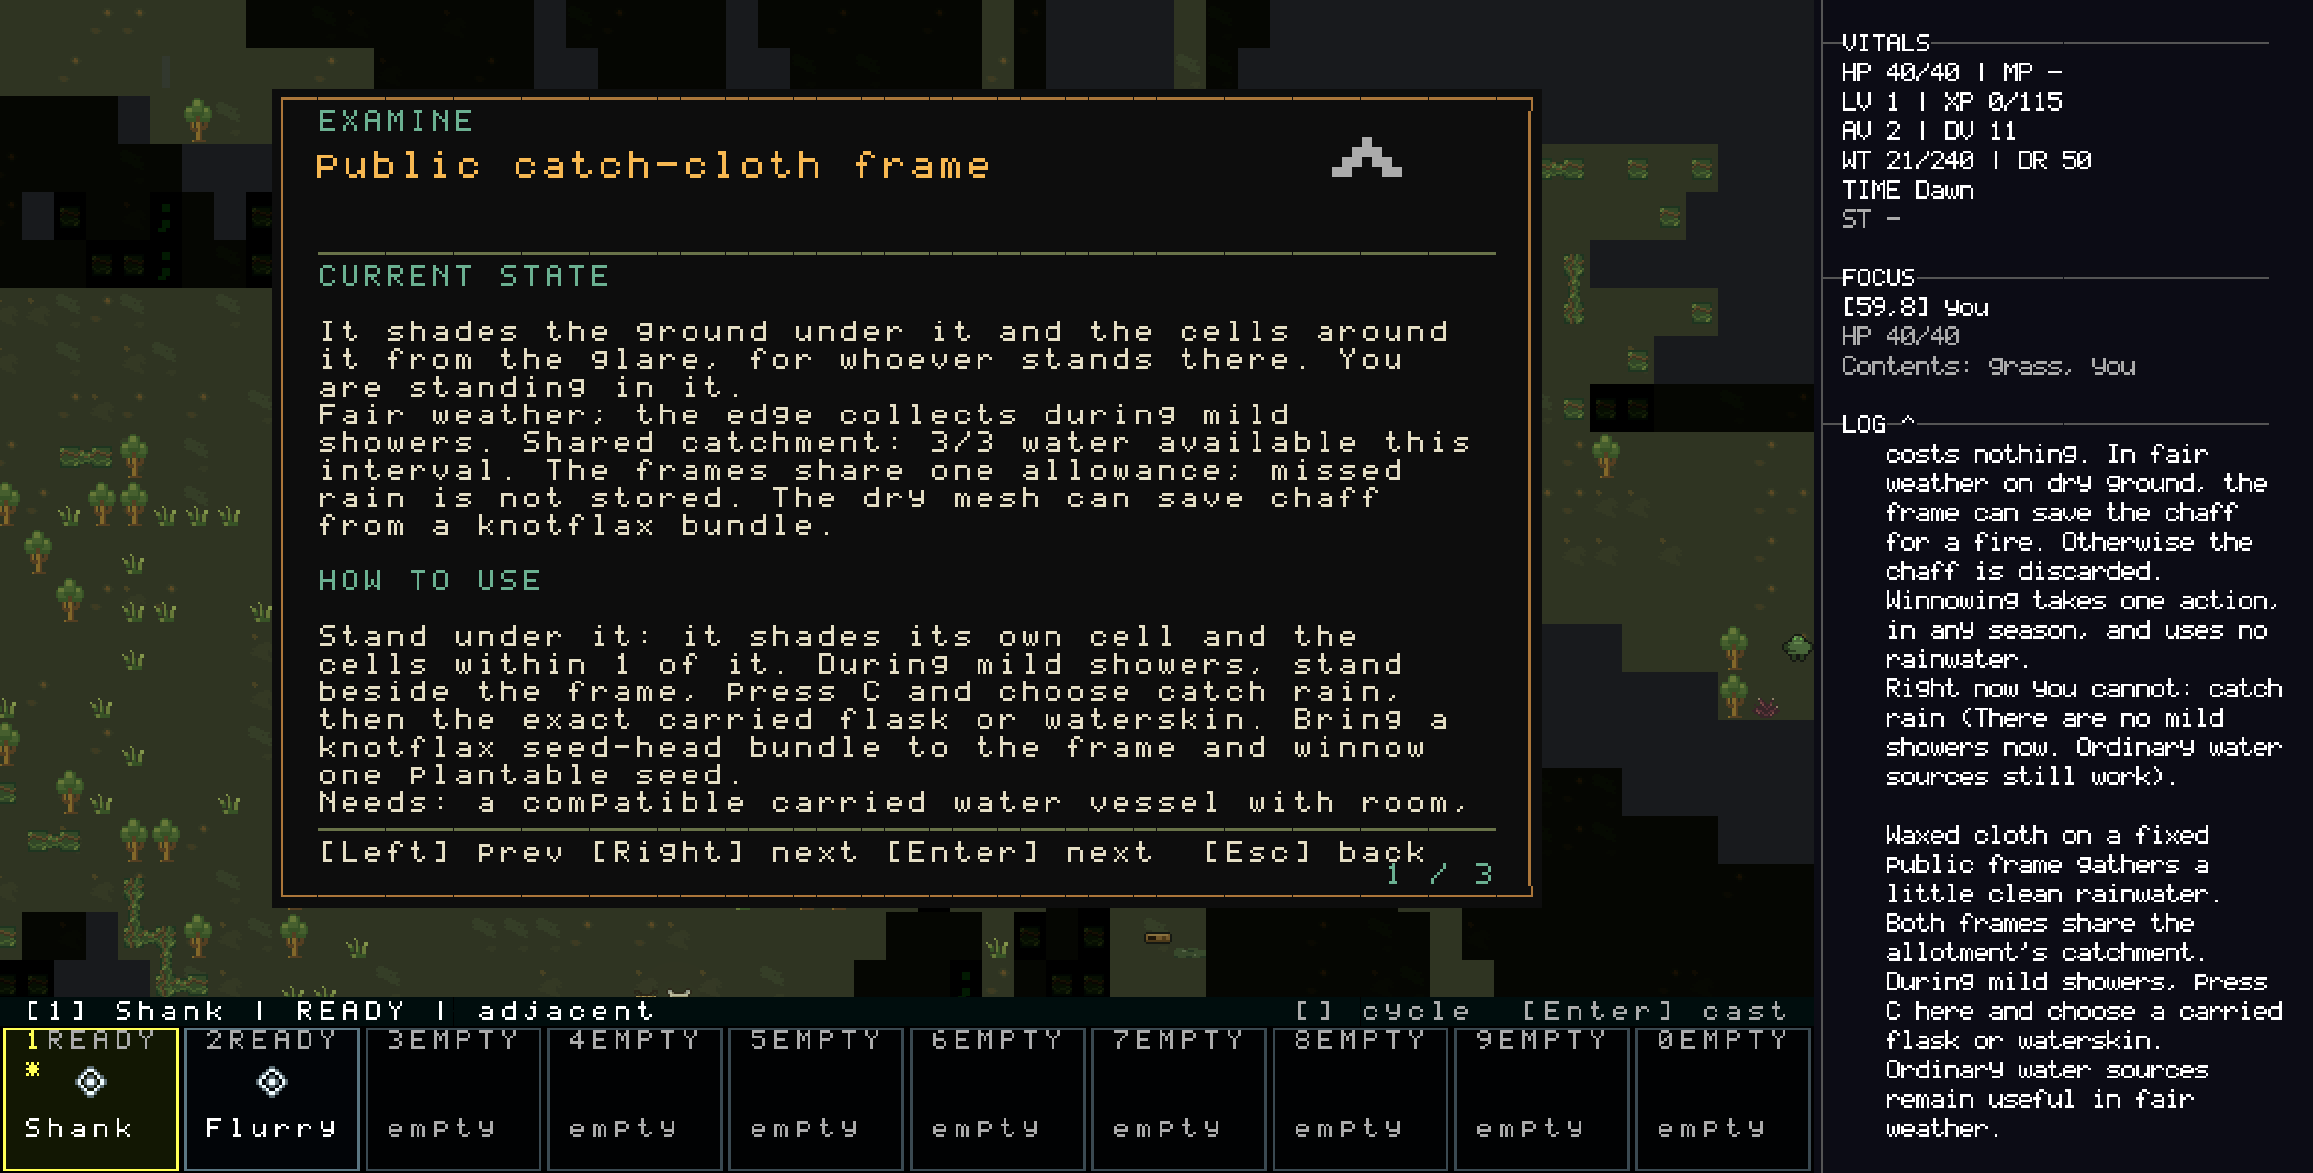 EXAMINE
Public catch-cloth frame
CURRENT STATE
It shades the ground under it and the cells around
it from the glare, for whoever stands there. You
are standing in it.
Fair weather; the edge collects during mild
showers. Shared catchment: 3/3 water available this
interval. The frames share one allowance; missed
rain is not stored. The dry mesh can save chaff
from a knotflax bundle.
HOW TO USE
Stand under it: it shades its own cell and the
cells within 1 of it. During mild showers, stand
beside the frame, Press C and choose catch rain,
then the exact carried flask or waterskin. Bring a
knotflax seed-head bundle to the frame and winnow
one plantable seed.
Needs: a compatible carried water vessel with room,
[Left] prev [Right] next [Enter] next [Esc] back
1 / 3
[1] Shank | READY | adjacent
[] cycle [Enter] cast
1READY
Shank
2READY
Flurry
3EMPTY
empty
4EMPTY
empty
5EMPTY
empty
6EMPTY
empty
7EMPTY
empty
8EMPTY
empty
9EMPTY
empty
0EMPTY
empty
VITALS
HP 40/40 | MP -
LV 1 | XP 0/115
AV 2 | DV 11
WT 21/240 | DR 50
TIME Dawn
ST -
FOCUS
[59,8] You
HP 40/40
Contents: grass, You
LOG ^
costs nothing. In fair
weather on dry ground, the
frame can save the chaff
for a fire. Otherwise the
chaff is discarded.
Winnowing takes one action,
in any season, and uses no
rainwater.
Right now you cannot: catch
rain (There are no mild
showers now. Ordinary water
sources still work).
Waxed cloth on a fixed
public frame gathers a
little clean rainwater.
Both frames share the
allotment's catchment.
During mild showers, Press
C here and choose a carried
flask or waterskin.
Ordinary water sources
remain useful in fair
weather.